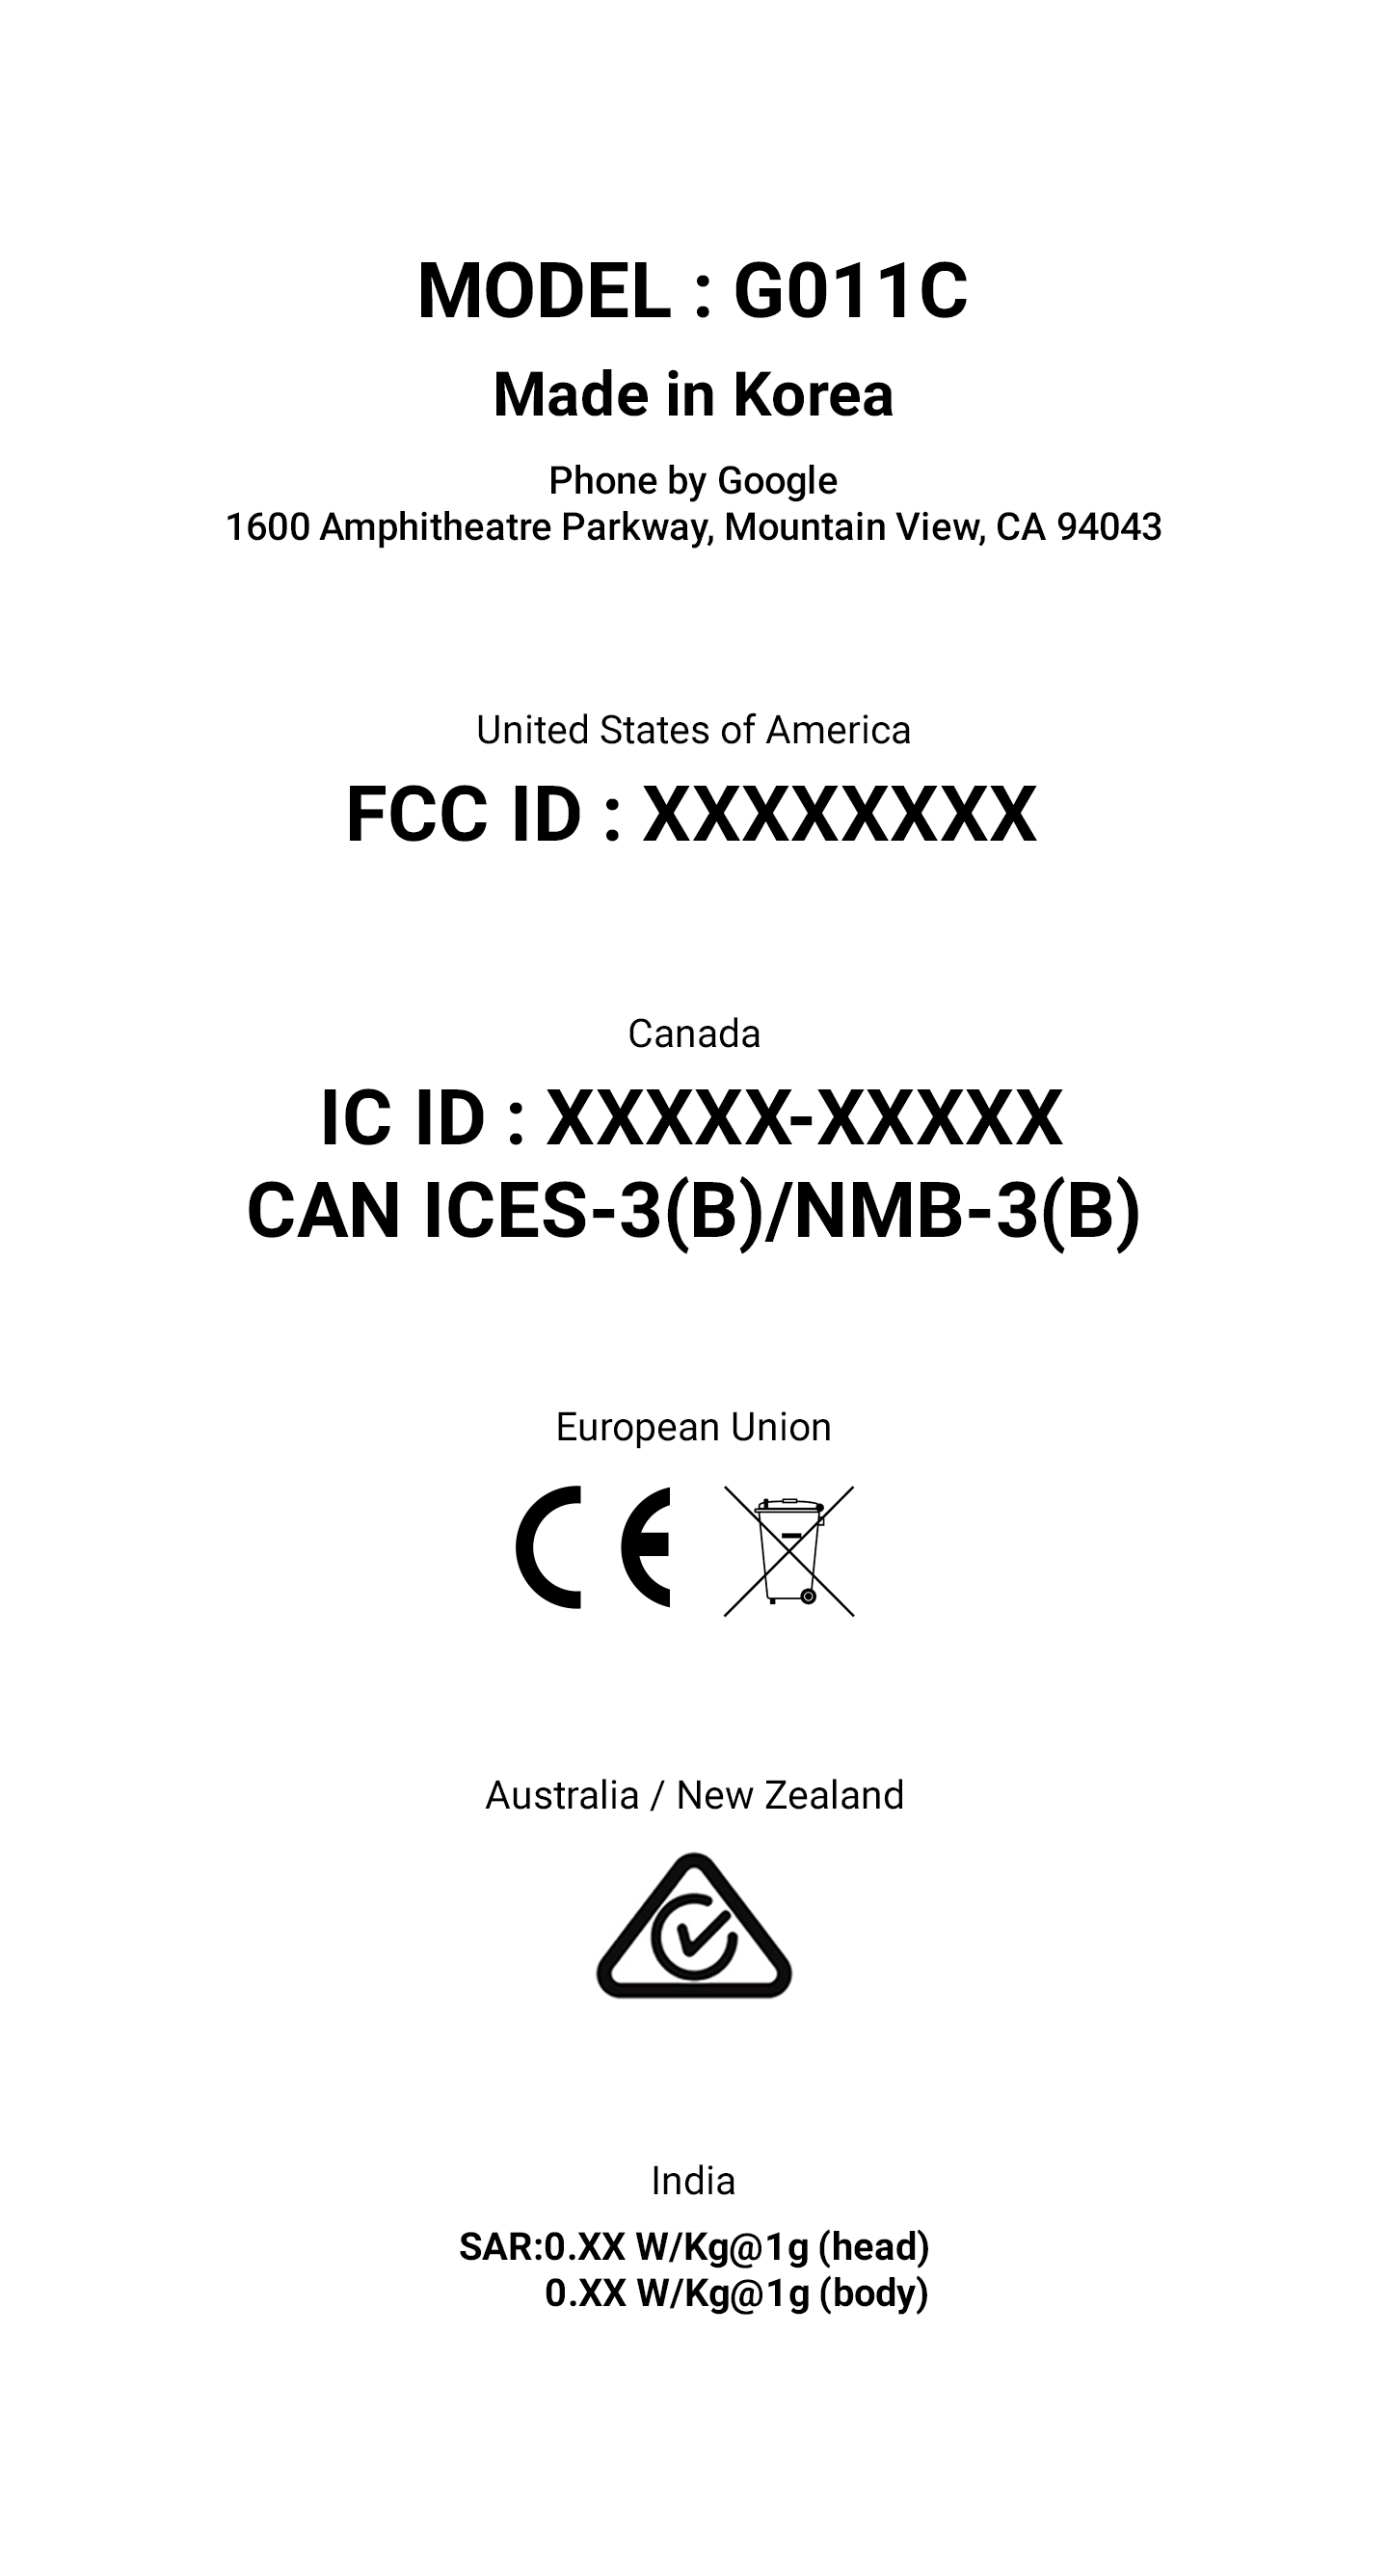 MODEL : G011C
Made in Korea
Phone by Google
1600 Amphitheatre Parkway, Mountain View, CA 94043
United States of America
FCC ID : XXXXXXXX
Canada
IC ID : XXXXX-XXXXX
CAN ICES-3(B)/NMB-3(B)
European Union
CE
Australia / New Zealand
India
SAR:0.XX W/Kg@1g (head)
0.XX W/Kg@1g (body)